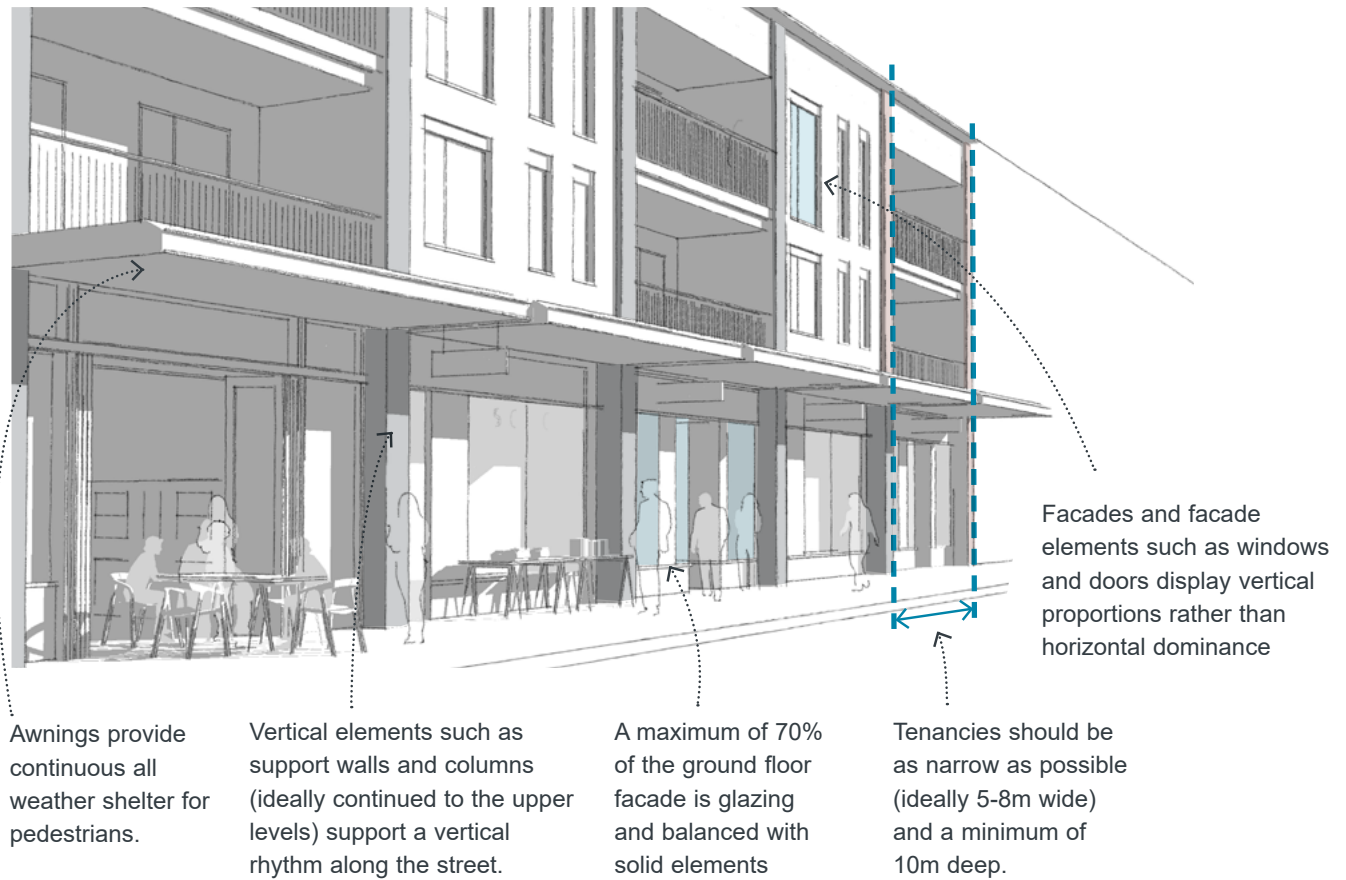 Facades and facade
elements such as windows
and doors display vertical
proportions rather than
horizontal dominance
Awnings provide
continuous all
weather shelter for
pedestrians.
Vertical elements such as
support walls and columns
(ideally continued to the upper
levels) support a vertical
rhythm along the street.
A maximum of 70%
of the ground floor
facade is glazing
and balanced with
solid elements
Tenancies should be
as narrow as possible
(ideally 5-8m wide)
and a minimum of
10m deep.